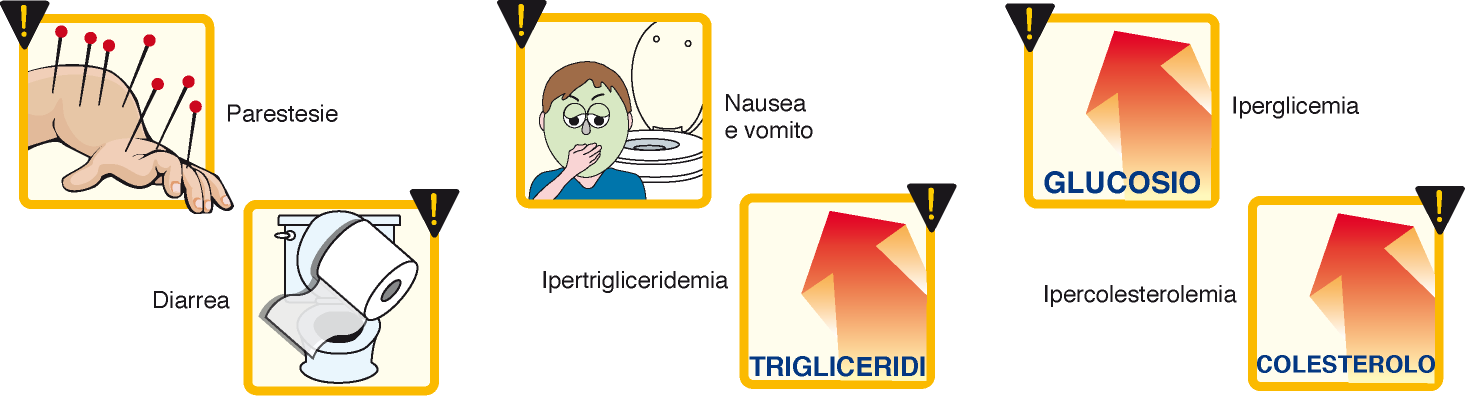 Parestesie
Diarrea
Nausea
e vomito
Ipertrigliceridemia
TRIGLICERIDI
GLUCOSIO
Iperglicemia
Ipercolesterolemia
COLESTEROLO